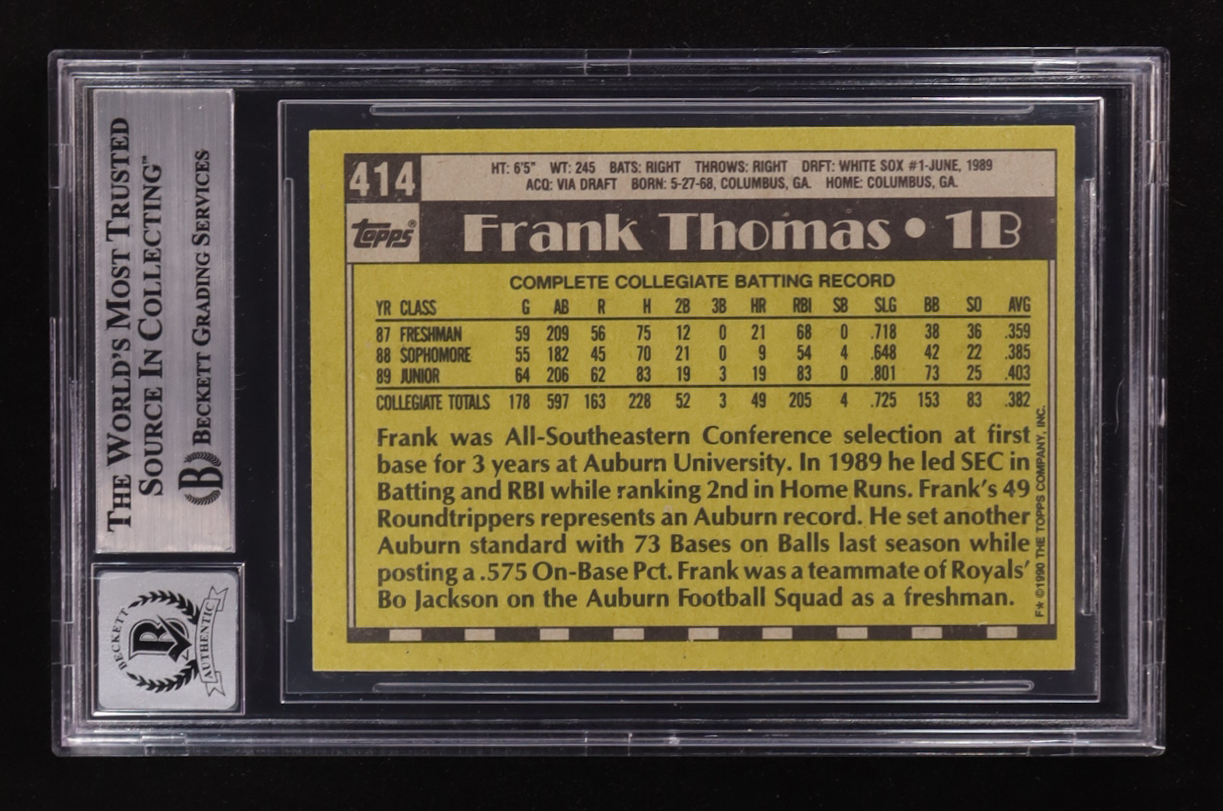 THE WORLD'S MOST TRUSTED
SOURCE IN COLLECTING™
B BECKETT GRADING SERVICES
BECKETT
B
AUTHENTIC
414
HT: 6'5" WT: 245 BATS: RIGHT THROWS: RIGHT DRFT: WHITE SOX #1-JUNE, 1989
ACQ: VIA DRAFT BORN: 5-27-68, COLUMBUS, GA. HOME: COLUMBUS, GA.
topps®
Frank Thomas • 1B
COMPLETE COLLEGIATE BATTING RECORD
YR CLASS G AB R H 2B 3B HR RBI SB SLG BB SO AVG
87 FRESHMAN 59 209 56 75 12 0 21 68 0 .718 38 36 .359
88 SOPHOMORE 55 182 45 70 21 0 9 54 4 .648 42 22 .385
89 JUNIOR 64 206 62 83 19 3 19 83 0 .801 73 25 .403
COLLEGIATE TOTALS 178 597 163 228 52 3 49 205 4 .725 153 83 .382
Frank was All-Southeastern Conference selection at first
base for 3 years at Auburn University. In 1989 he led SEC in
Batting and RBI while ranking 2nd in Home Runs. Frank's 49
Roundtrippers represents an Auburn record. He set another
Auburn standard with 73 Bases on Balls last season while
posting a .575 On-Base Pct. Frank was a teammate of Royals'
Bo Jackson on the Auburn Football Squad as a freshman.
F* ©1990 THE TOPPS COMPANY, INC.